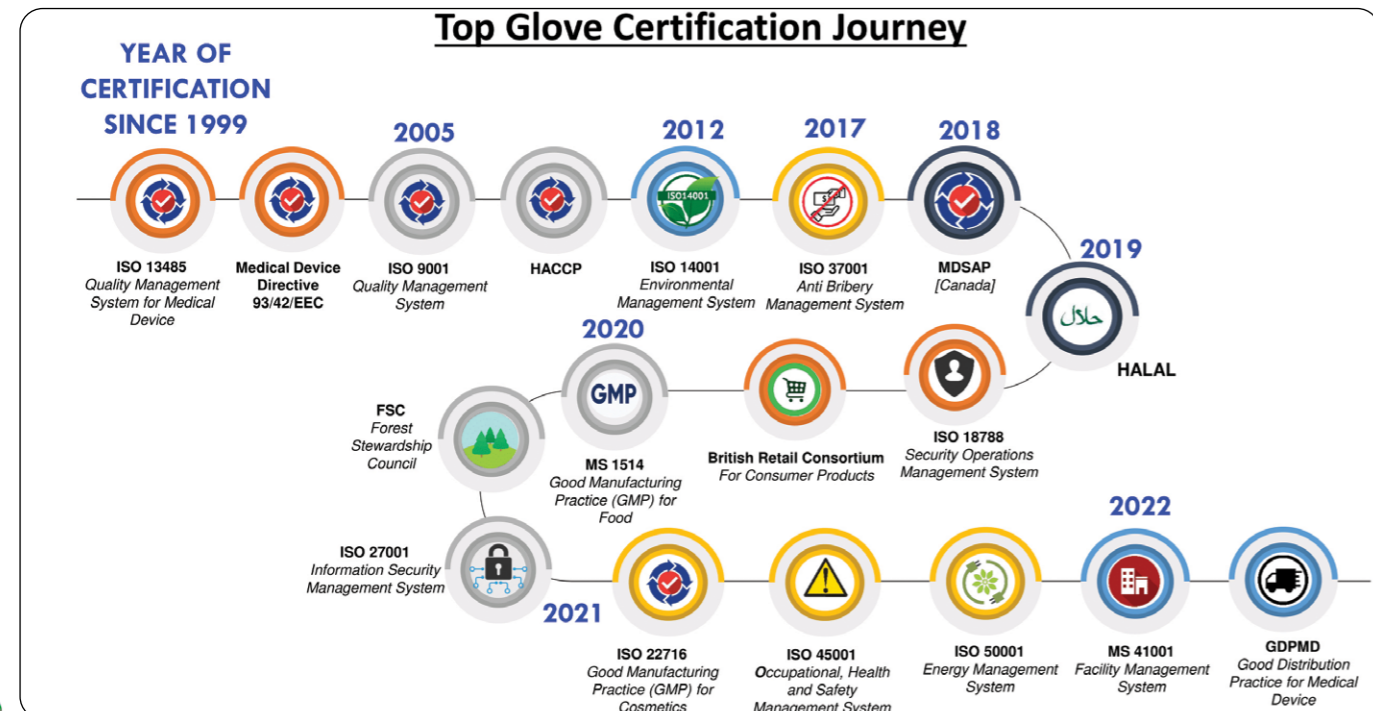 Top Glove Certification Journey
YEAR OF
CERTIFICATION
SINCE 1999
ISO 13485
Quality Management
System for Medical
Device
Medical Device
Directive
93/42/EEC
2005
ISO 9001
Quality Management
System
HACCP
2012
ISO14001
ISO 14001
Environmental
Management System
2017
$
ISO 37001
Anti Bribery
Management System
2018
MDSAP
[Canada]
2019
حلال
HALAL
ISO 18788
Security Operations
Management System
British Retail Consortium
For Consumer Products
2020
GMP
MS 1514
Good Manufacturing
Practice (GMP) for
Food
FSC
Forest
Stewardship
Council
ISO 27001
Information Security
Management System
2021
ISO 22716
Good Manufacturing
Practice (GMP) for
Cosmetics
ISO 45001
Occupational, Health
and Safety
Management System
ISO 50001
Energy Management
System
2022
MS 41001
Facility Management
System
GDPMD
Good Distribution
Practice for Medical
Device